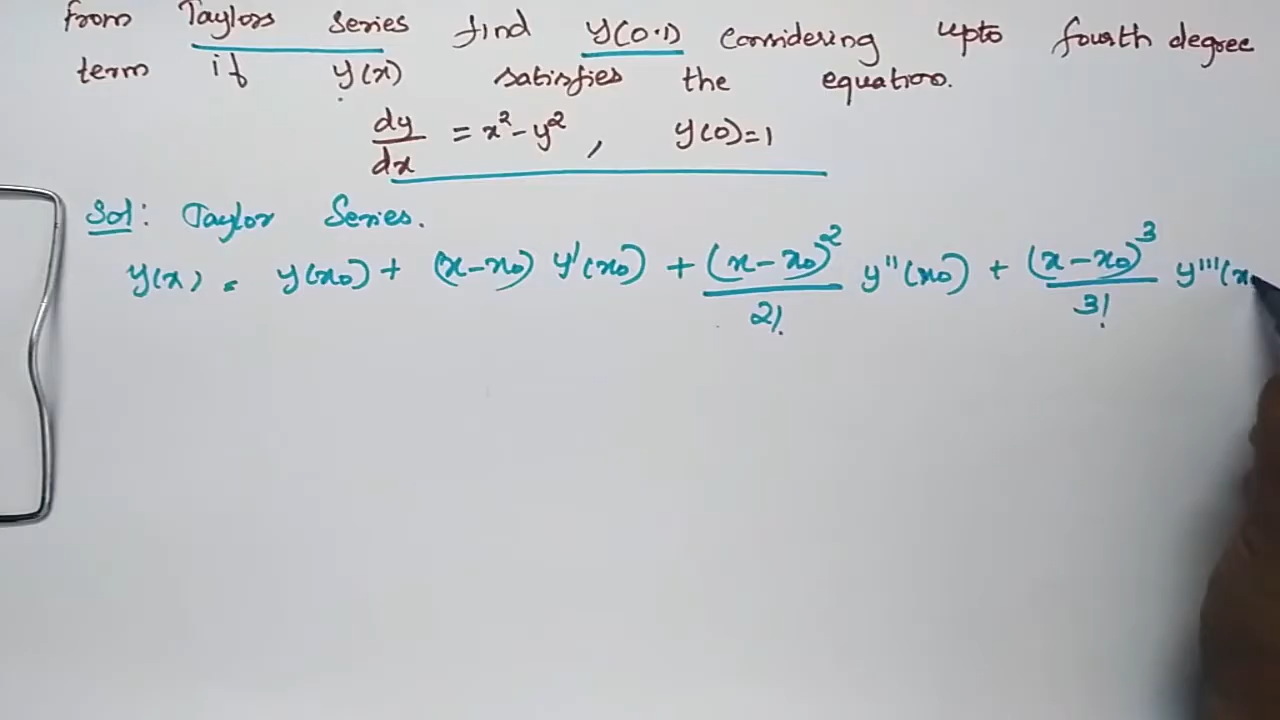 from Taylors series find y(0.1) considering upto fourth degree
term if y(x) satisfies the equation.
dy/dx = x² - y², y(0)=1
Sol: Taylor Series.
y(x) = y(x₀) + (x-x₀) y'(x₀) + (x-x₀)²/2! y''(x₀) + (x-x₀)³/3! y'''(x